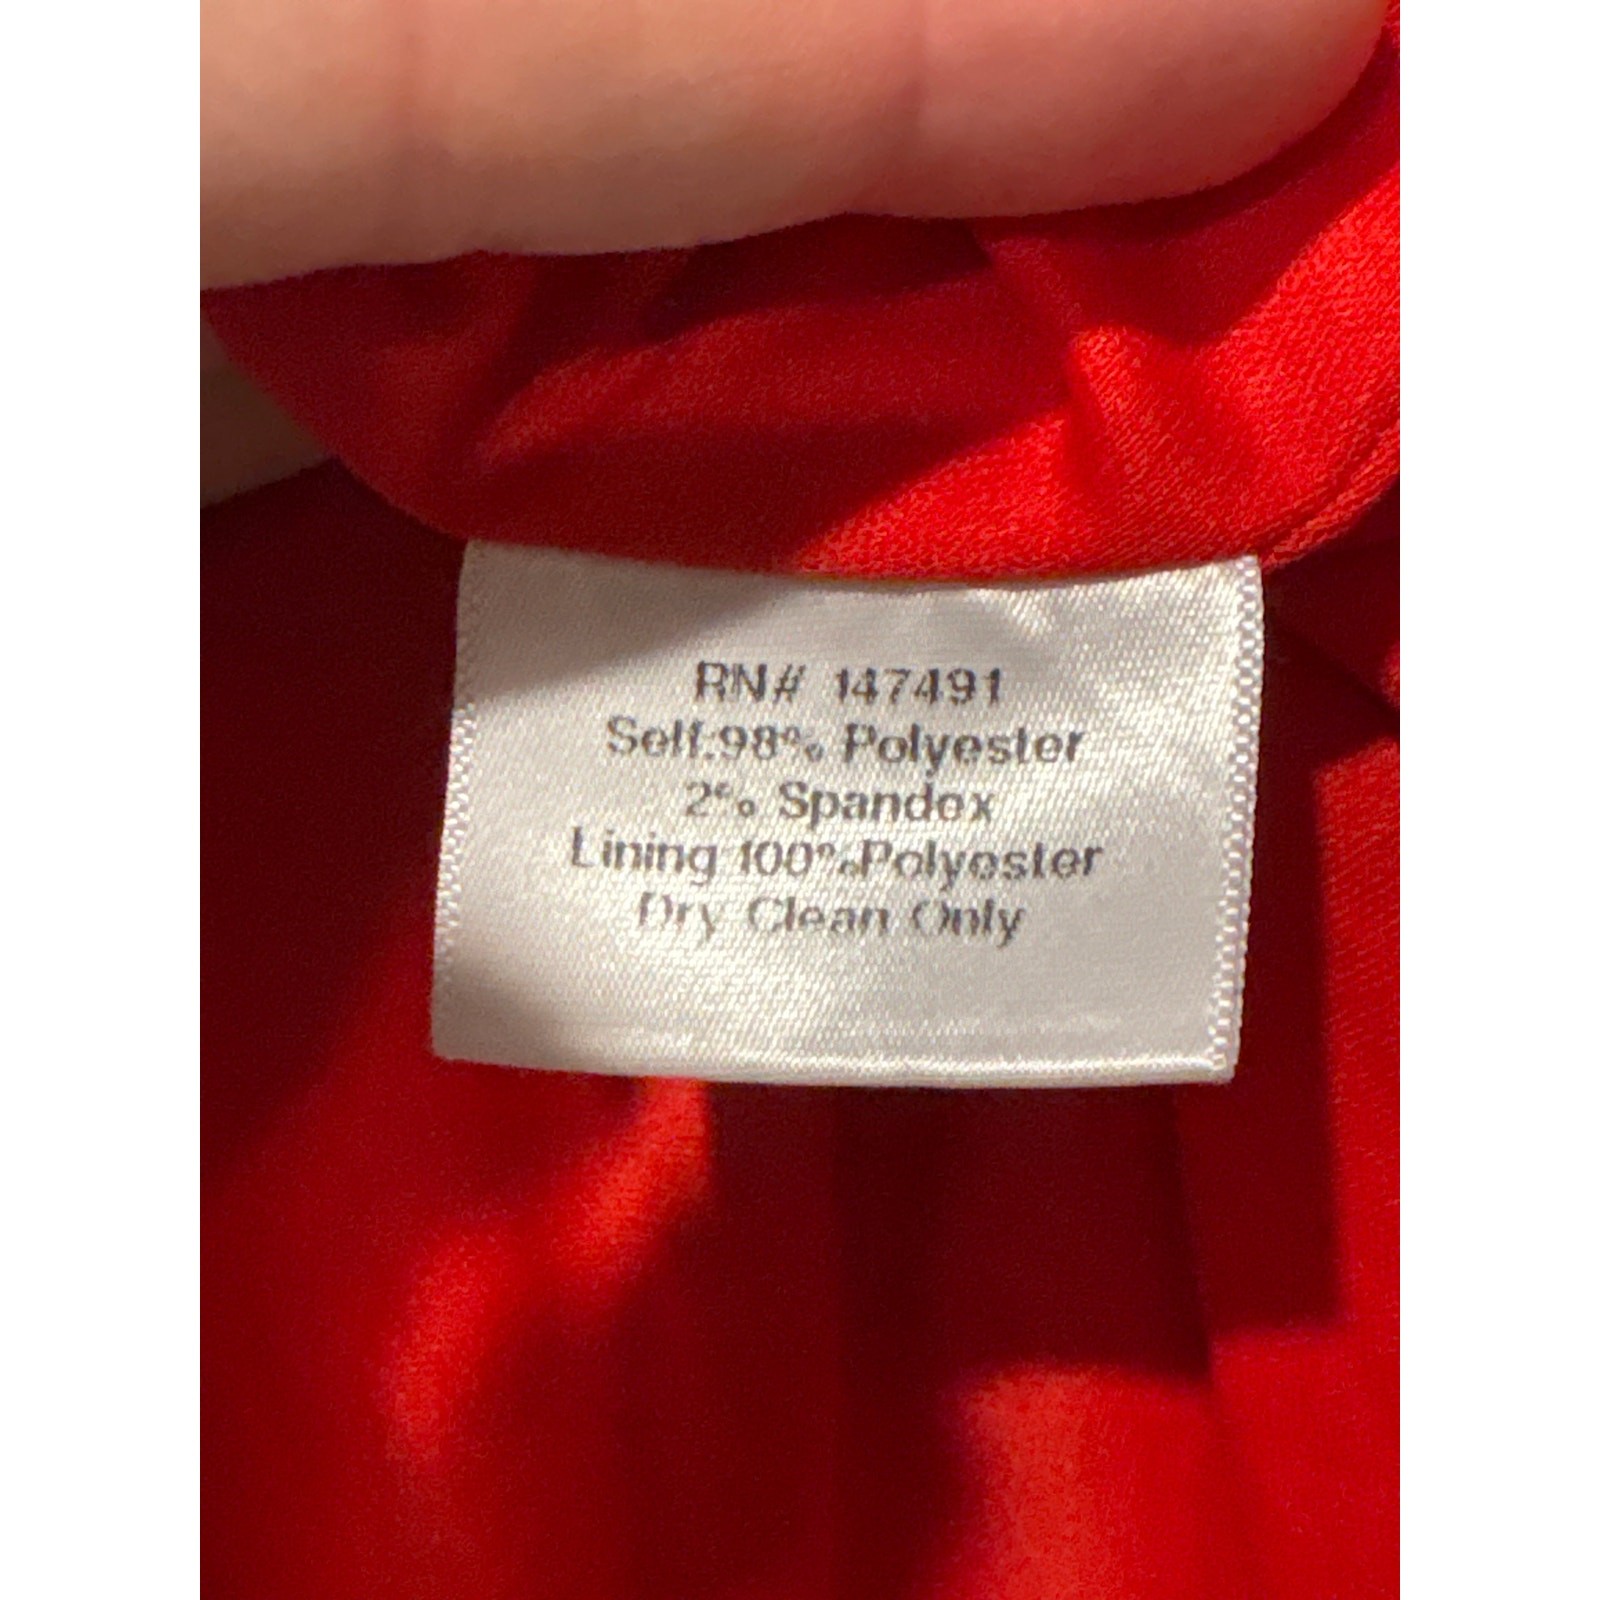 RN# 147491
Self:98% Polyester
2% Spandex
Lining 100%Polyester
Dry Clean Only